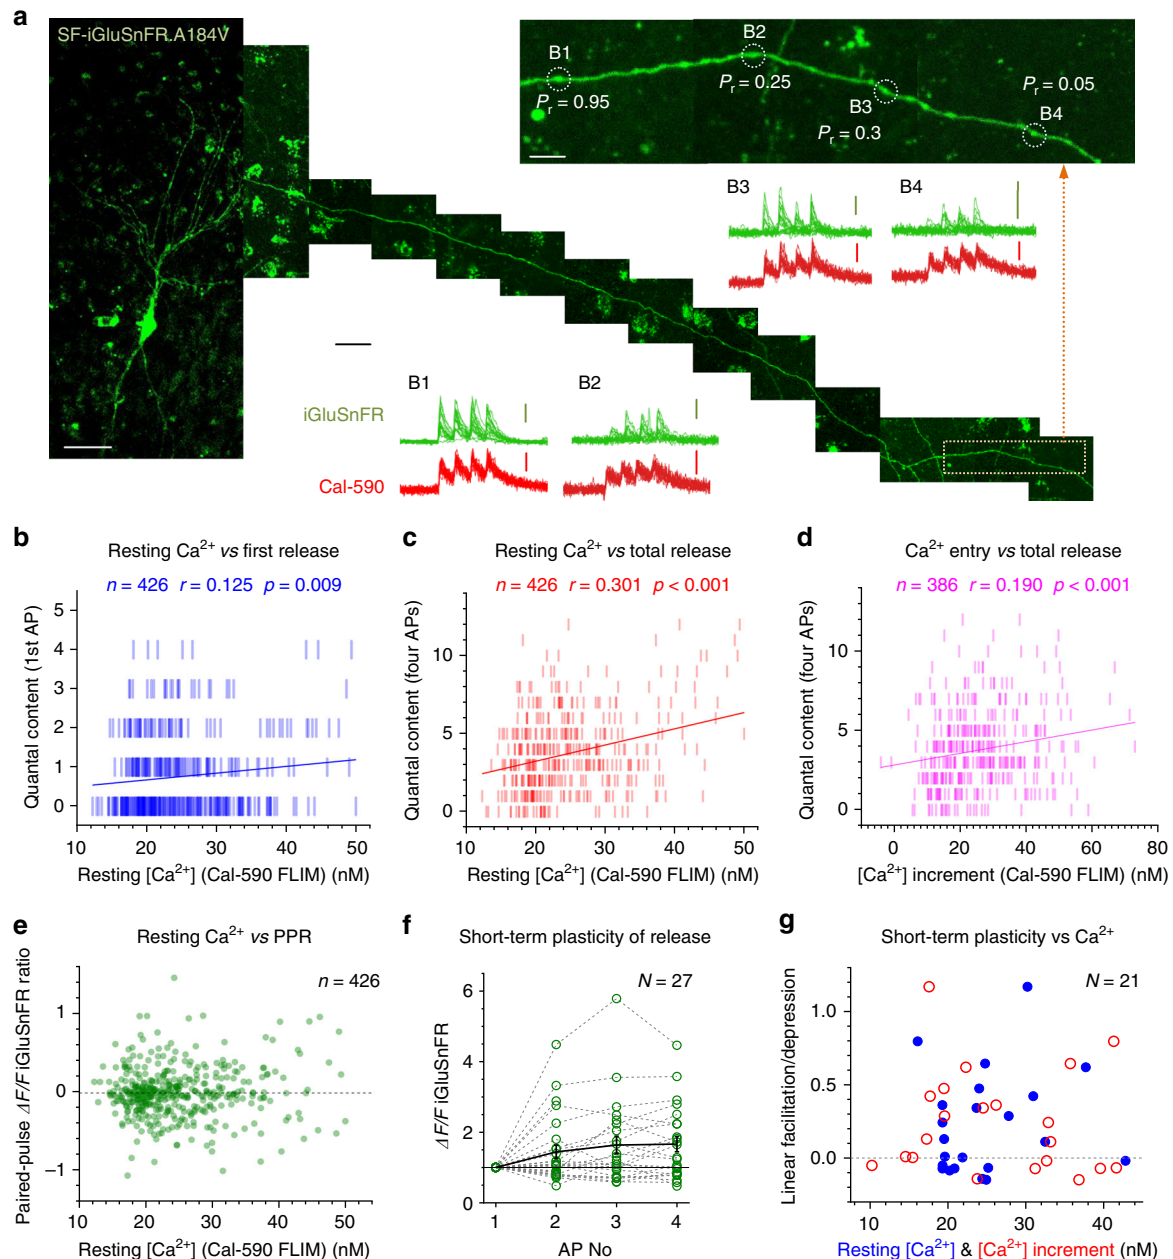 a
SF-iGluSnFR.A184V
B1
B2
B3
B4
Pr = 0.95
Pr = 0.25
Pr = 0.3
Pr = 0.05
B3
B4
B1
B2
iGluSnFR
Cal-590
b
Resting Ca2+ vs first release
n = 426 r = 0.125 p = 0.009
Quantal content (1st AP)
5
4
3
2
1
0
10 20 30 40 50
Resting [Ca2+] (Cal-590 FLIM) (nM)
c
Resting Ca2+ vs total release
n = 426 r = 0.301 p < 0.001
Quantal content (four APs)
10
5
0
10 20 30 40 50
Resting [Ca2+] (Cal-590 FLIM) (nM)
d
Ca2+ entry vs total release
n = 386 r = 0.190 p < 0.001
Quantal content (four APs)
10
5
0
0 20 40 60 80
[Ca2+] increment (Cal-590 FLIM) (nM)
e
Resting Ca2+ vs PPR
n = 426
Paired-pulse ΔF/F iGluSnFR ratio
1
0
−1
10 20 30 40 50
Resting [Ca2+] (Cal-590 FLIM) (nM)
f
Short-term plasticity of release
N = 27
ΔF/F iGluSnFR
6
4
2
0
1 2 3 4
AP No
g
Short-term plasticity vs Ca2+
N = 21
Linear facilitation/depression
1.0
0.5
0.0
10 20 30 40
Resting [Ca2+] & [Ca2+] increment (nM)